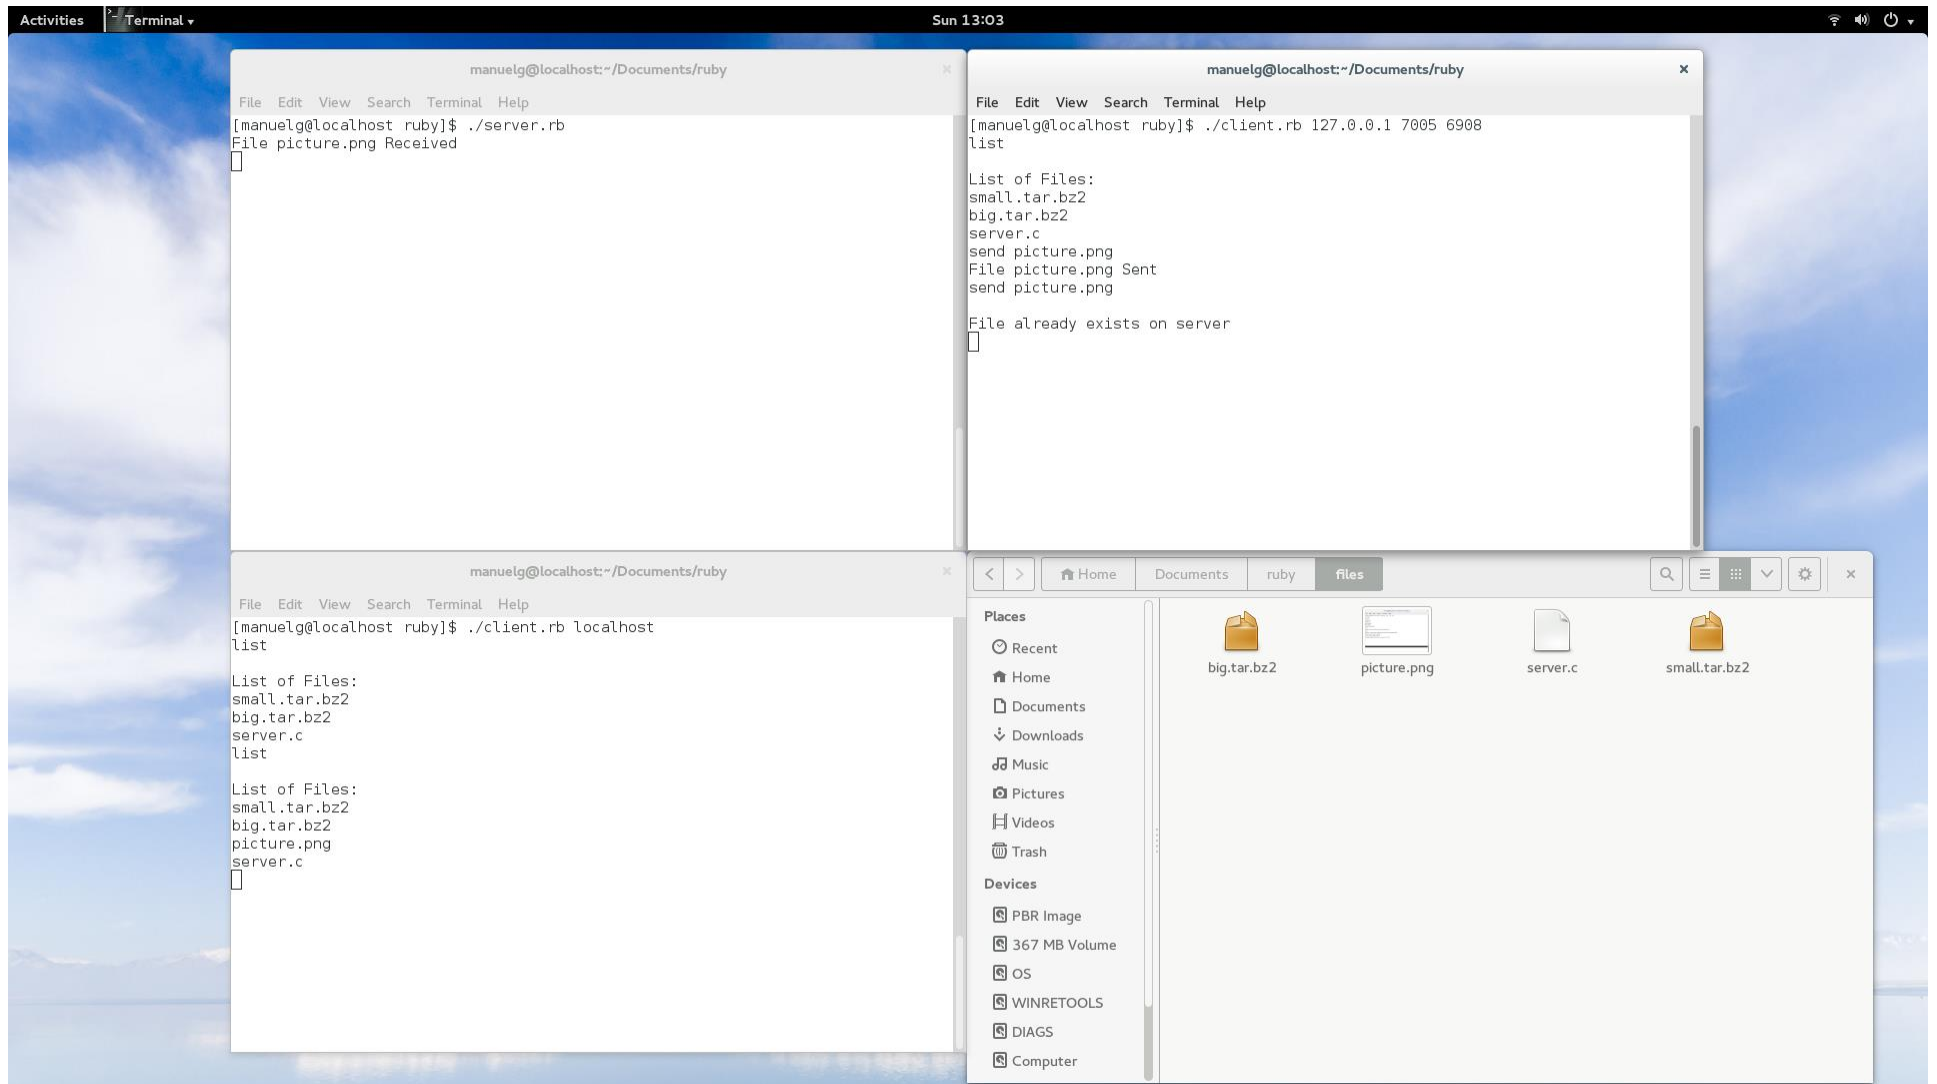 Activities Terminal Sun 13:03
manuelg@localhost:~/Documents/ruby
File Edit View Search Terminal Help
[manuelg@localhost ruby]$ ./server.rb
File picture.png Received
manuelg@localhost:~/Documents/ruby
File Edit View Search Terminal Help
[manuelg@localhost ruby]$ ./client.rb 127.0.0.1 7005 6908
list
List of Files:
small.tar.bz2
big.tar.bz2
server.c
send picture.png
File picture.png Sent
send picture.png
File already exists on server
manuelg@localhost:~/Documents/ruby
File Edit View Search Terminal Help
[manuelg@localhost ruby]$ ./client.rb localhost
list
List of Files:
small.tar.bz2
big.tar.bz2
server.c
list
List of Files:
small.tar.bz2
big.tar.bz2
picture.png
server.c
Home Documents ruby files
Places
Recent
Home
Documents
Downloads
Music
Pictures
Videos
Trash
Devices
PBR Image
367 MB Volume
OS
WINRETOOLS
DIAGS
Computer
big.tar.bz2 picture.png server.c small.tar.bz2